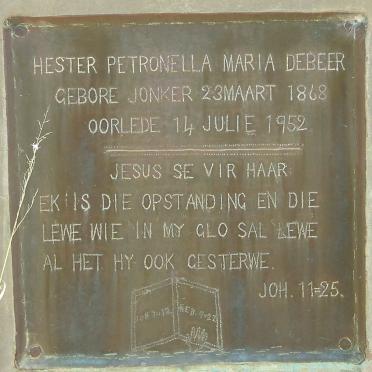 HESTER PETRONELLA MARIA DEBEER
GEBORE JONKER 23 MAART 1868
OORLEDE 14 JULIE 1952
JESUS SE VIR HAAR
EK IS DIE OPSTANDING EN DIE
LEWE WIE IN MY GLO SAL LEWE
AL HET HY OOK GESTERWE.
JOH. 11=25.